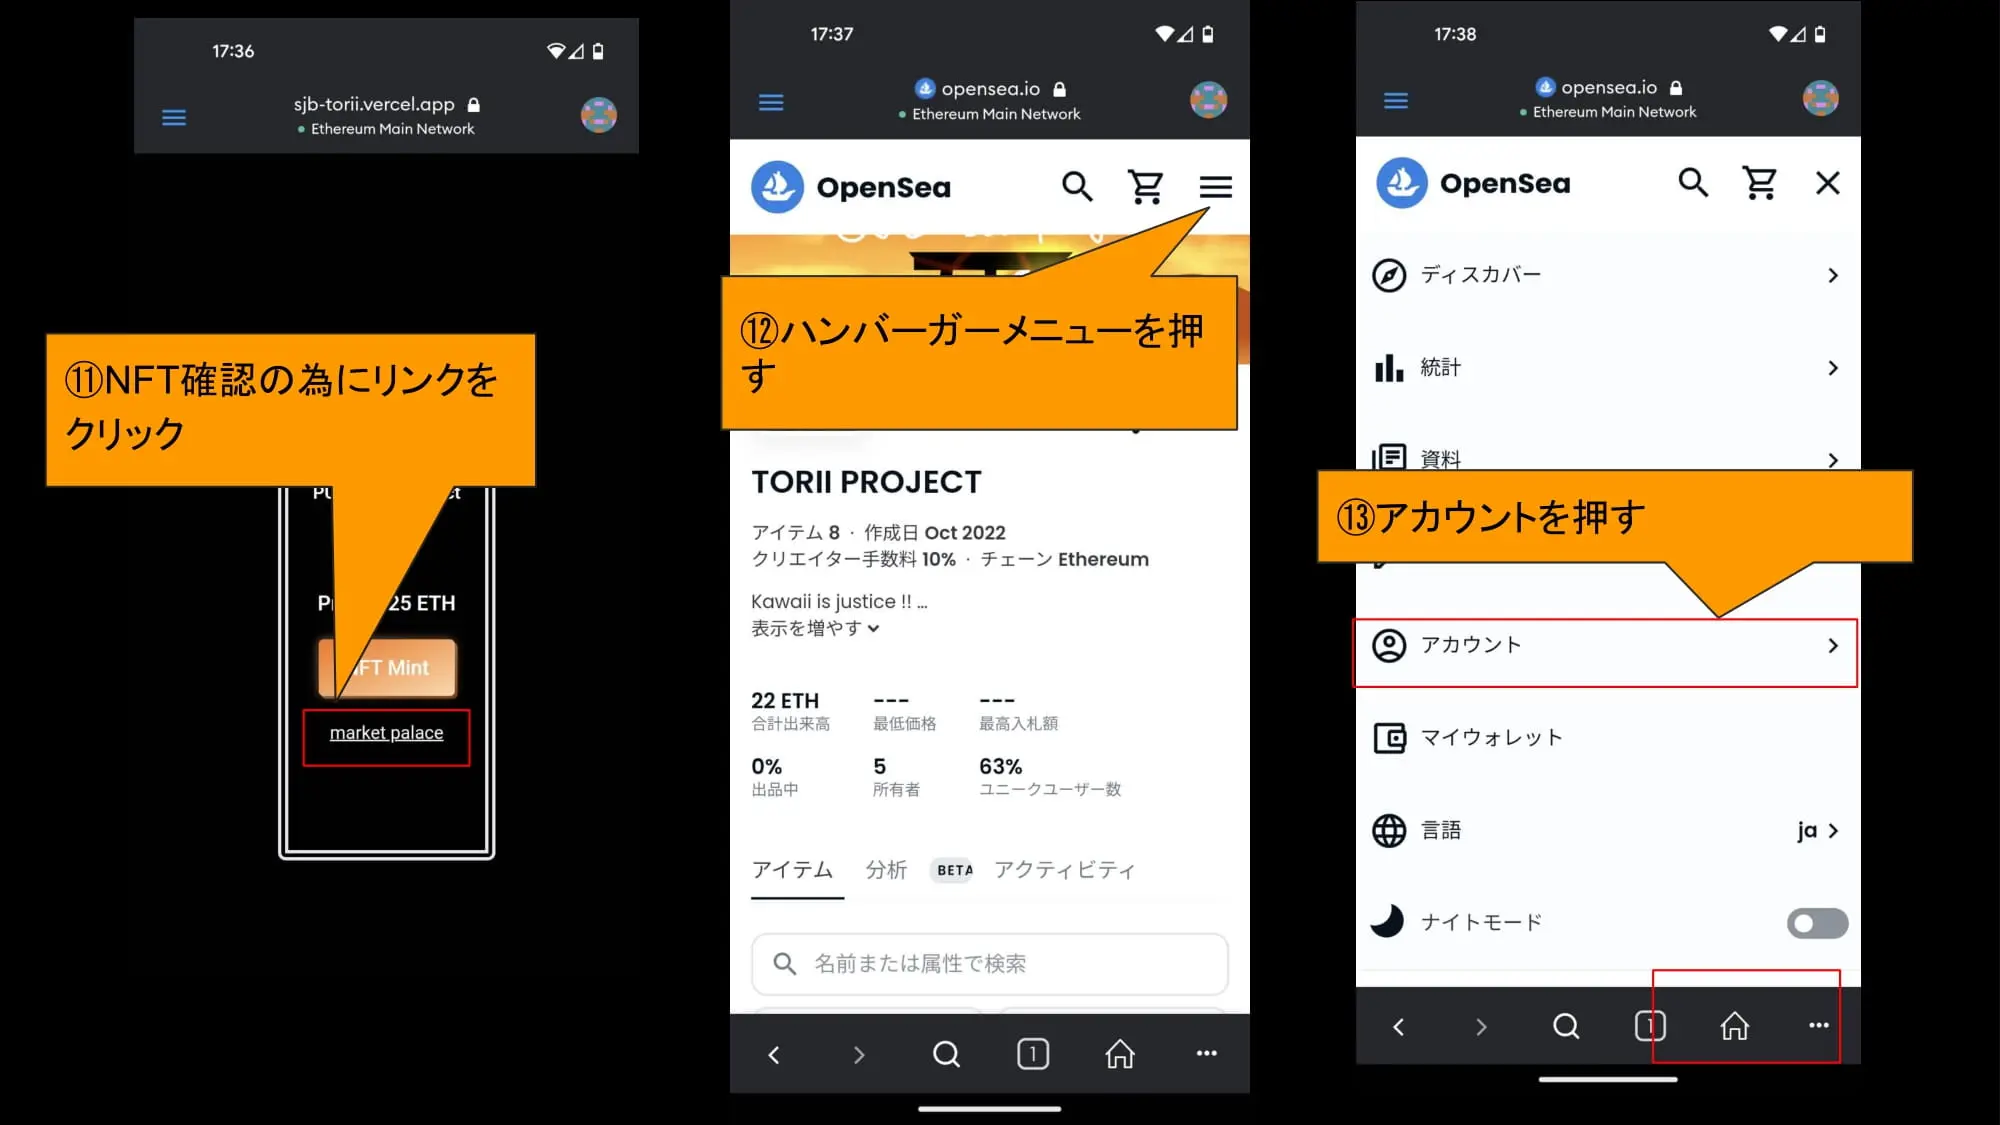 17:36
sjb-torii.vercel.app
Ethereum Main Network
⑪NFT確認の為にリンクを
クリック
25 ETH
FT Mint
market palace
17:37
opensea.io
Ethereum Main Network
OpenSea
⑫ハンバーガーメニューを押
す
TORII PROJECT
アイテム 8 · 作成日 Oct 2022
クリエイター手数料 10% · チェーン Ethereum
Kawaii is justice !! ...
表示を増やす
22 ETH --- ---
合計出来高 最低価格 最高入札額
0% 5 63%
出品中 所有者 ユニークユーザー数
アイテム 分析 BETA アクティビティ
名前または属性で検索
1
17:38
opensea.io
Ethereum Main Network
OpenSea
ディスカバー
統計
資料
⑬アカウントを押す
アカウント
マイウォレット
言語 ja
ナイトモード
1